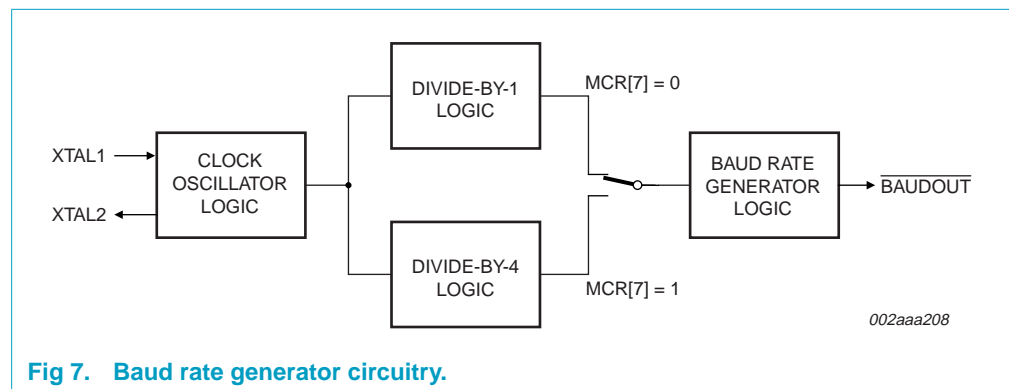 DIVIDE-BY-1
LOGIC
MCR[7] = 0
XTAL1
XTAL2
CLOCK
OSCILLATOR
LOGIC
BAUD RATE
GENERATOR
LOGIC
BAUDOUT
DIVIDE-BY-4
LOGIC
MCR[7] = 1
002aaa208
Fig 7. Baud rate generator circuitry.